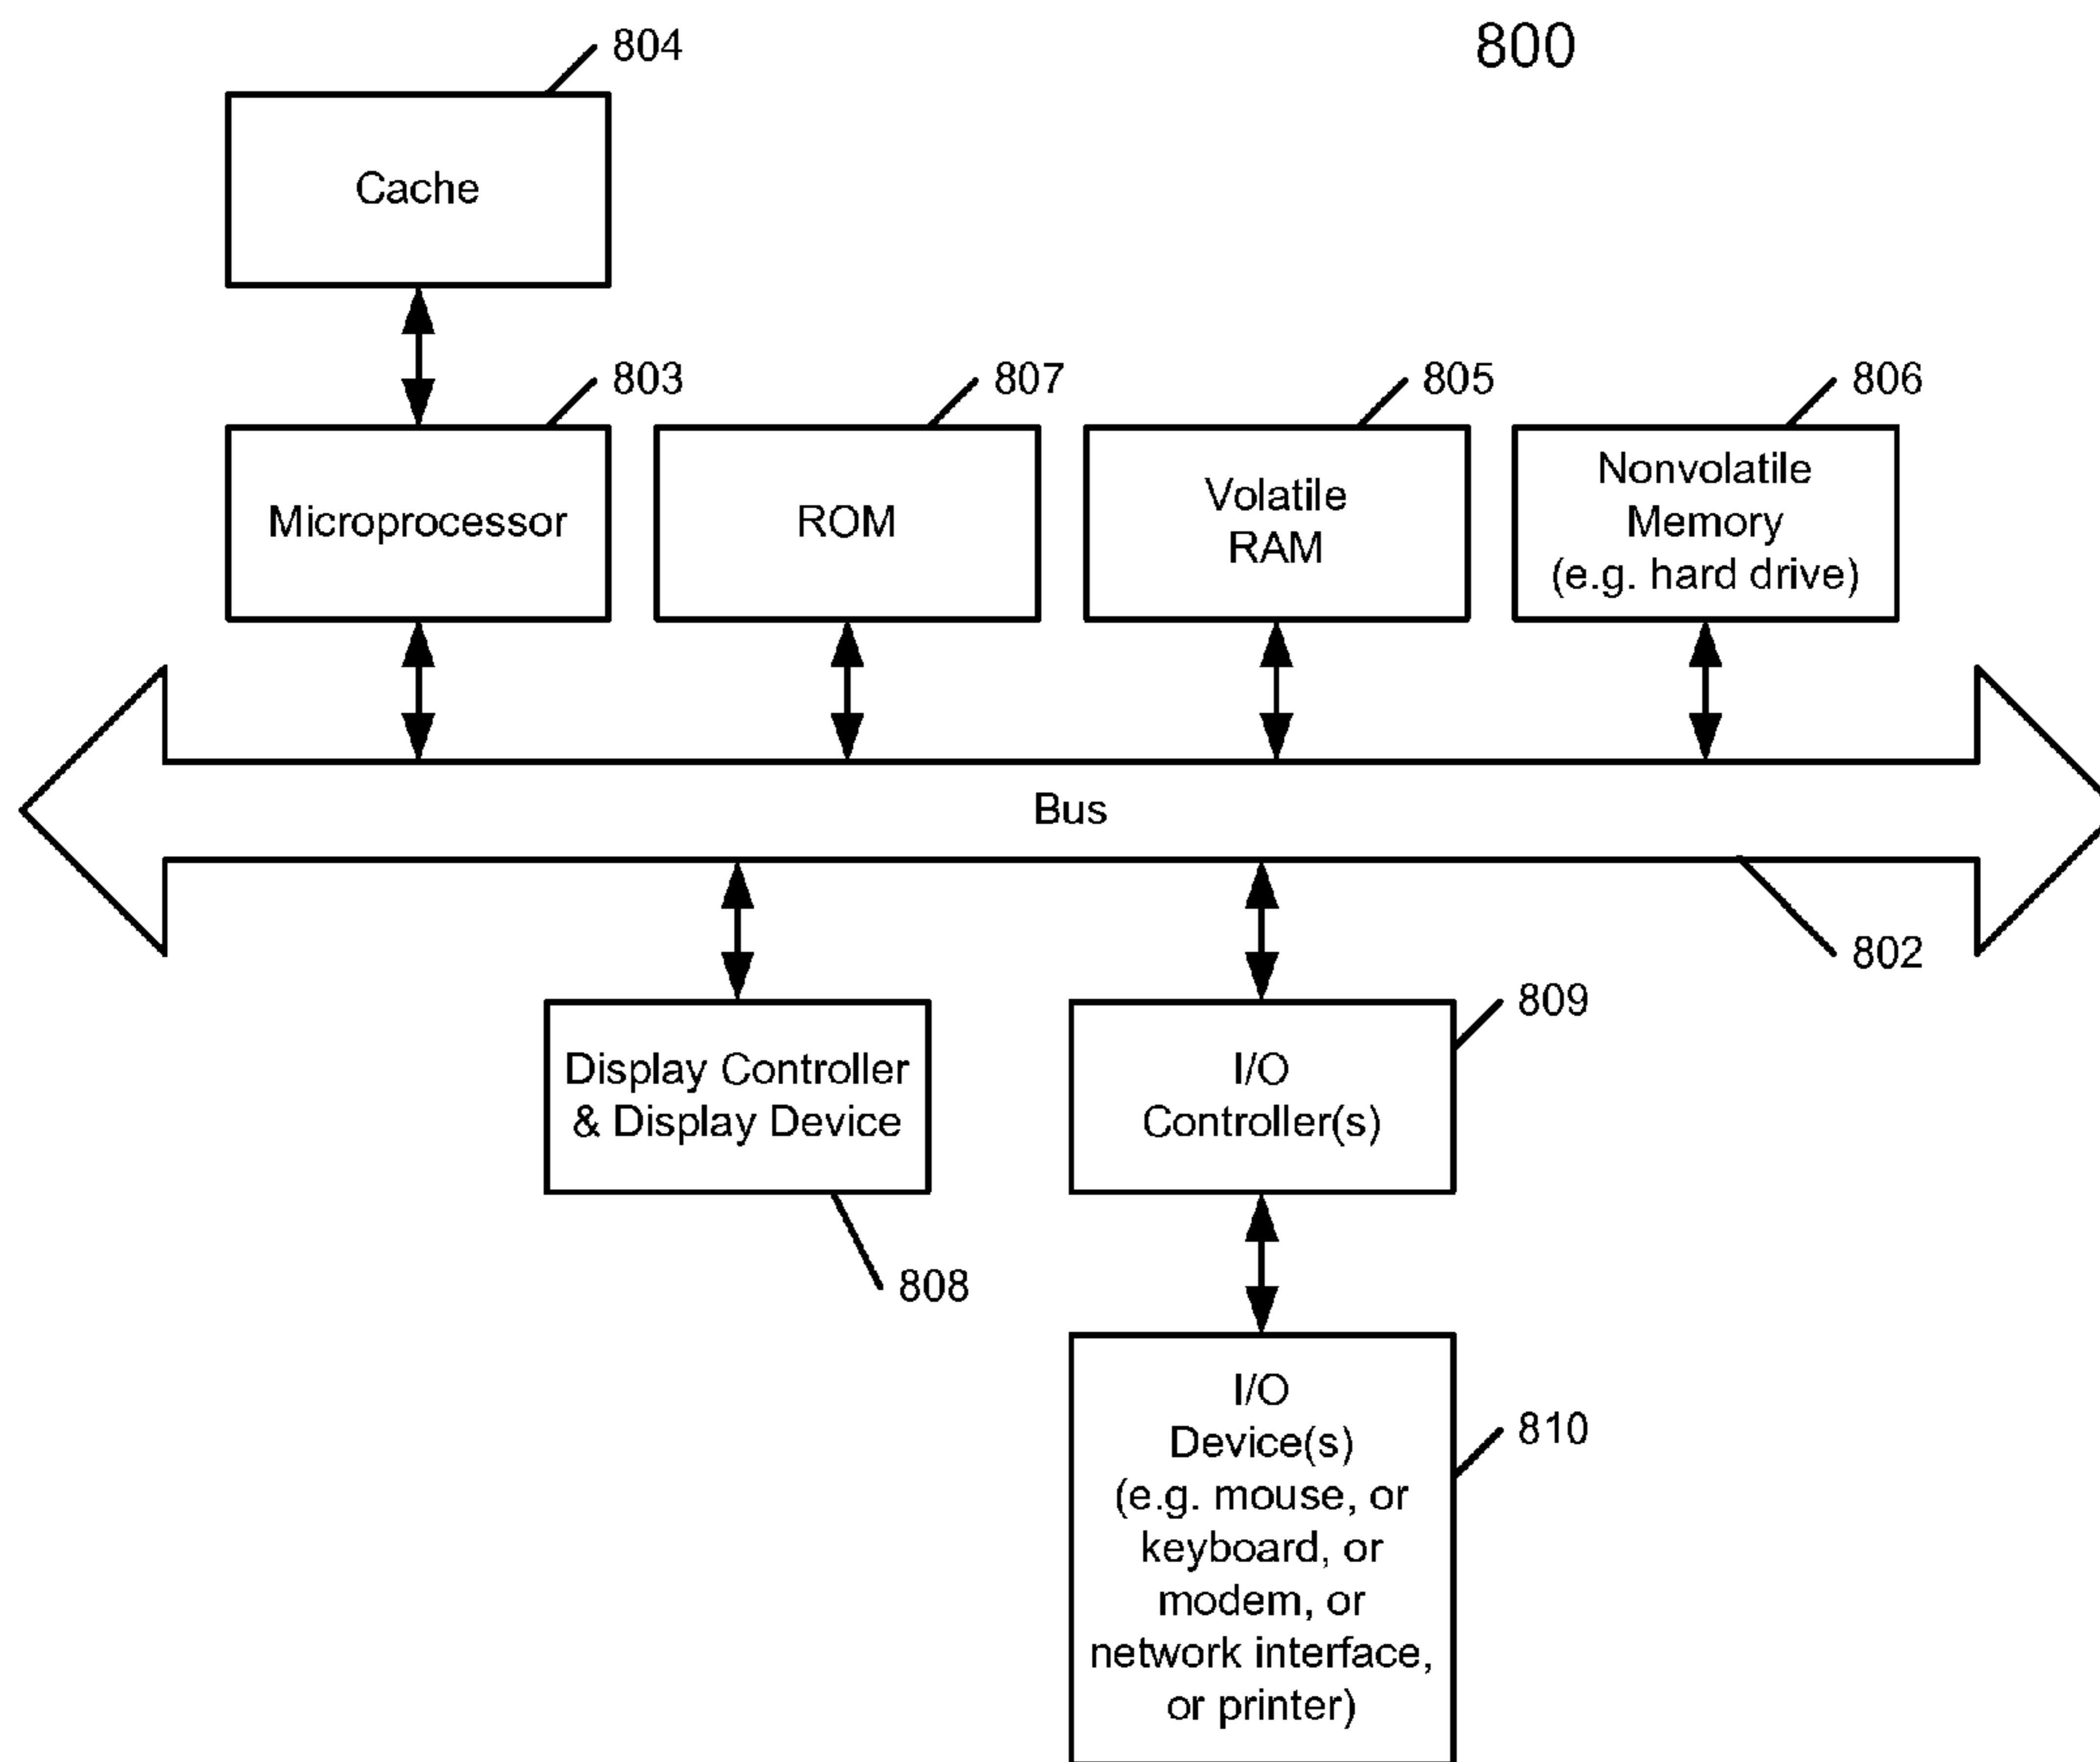 800
804
Cache
803
807
805
806
Microprocessor
ROM
Volatile
RAM
Nonvolatile
Memory
(e.g. hard drive)
Bus
802
Display Controller
& Display Device
808
809
I/O
Controller(s)
810
I/O
Device(s)
(e.g. mouse, or
keyboard, or
modem, or
network interface,
or printer)